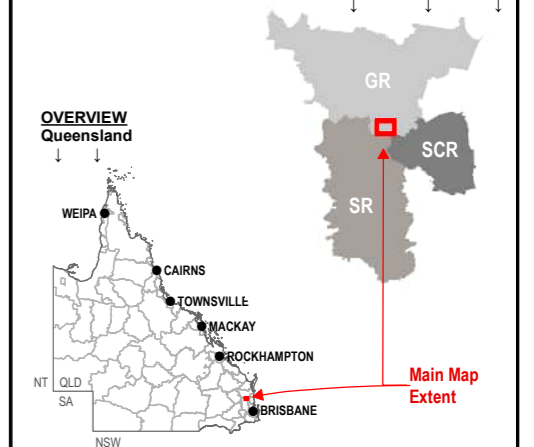 ↓ ↓ ↓
GR
SCR
SR
OVERVIEW
Queensland
↓ ↓
WEIPA
CAIRNS
TOWNSVILLE
MACKAY
ROCKHAMPTON
BRISBANE
NT QLD
SA
NSW
Main Map
Extent